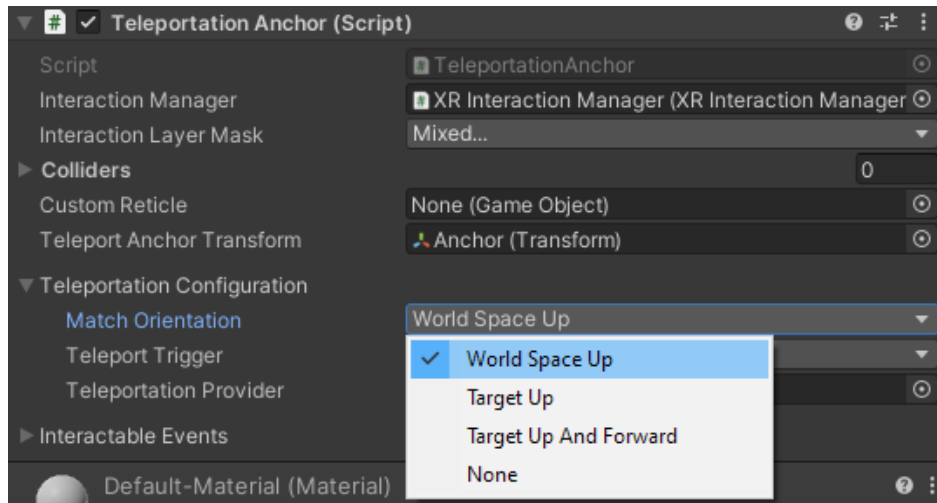 Teleportation Anchor (Script)
Script TeleportationAnchor
Interaction Manager XR Interaction Manager (XR Interaction Manager
Interaction Layer Mask Mixed...
Colliders 0
Custom Reticle None (Game Object)
Teleport Anchor Transform Anchor (Transform)
Teleportation Configuration
Match Orientation World Space Up
Teleport Trigger World Space Up
Target Up
Teleportation Provider
Target Up And Forward
Interactable Events
None
Default-Material (Material)